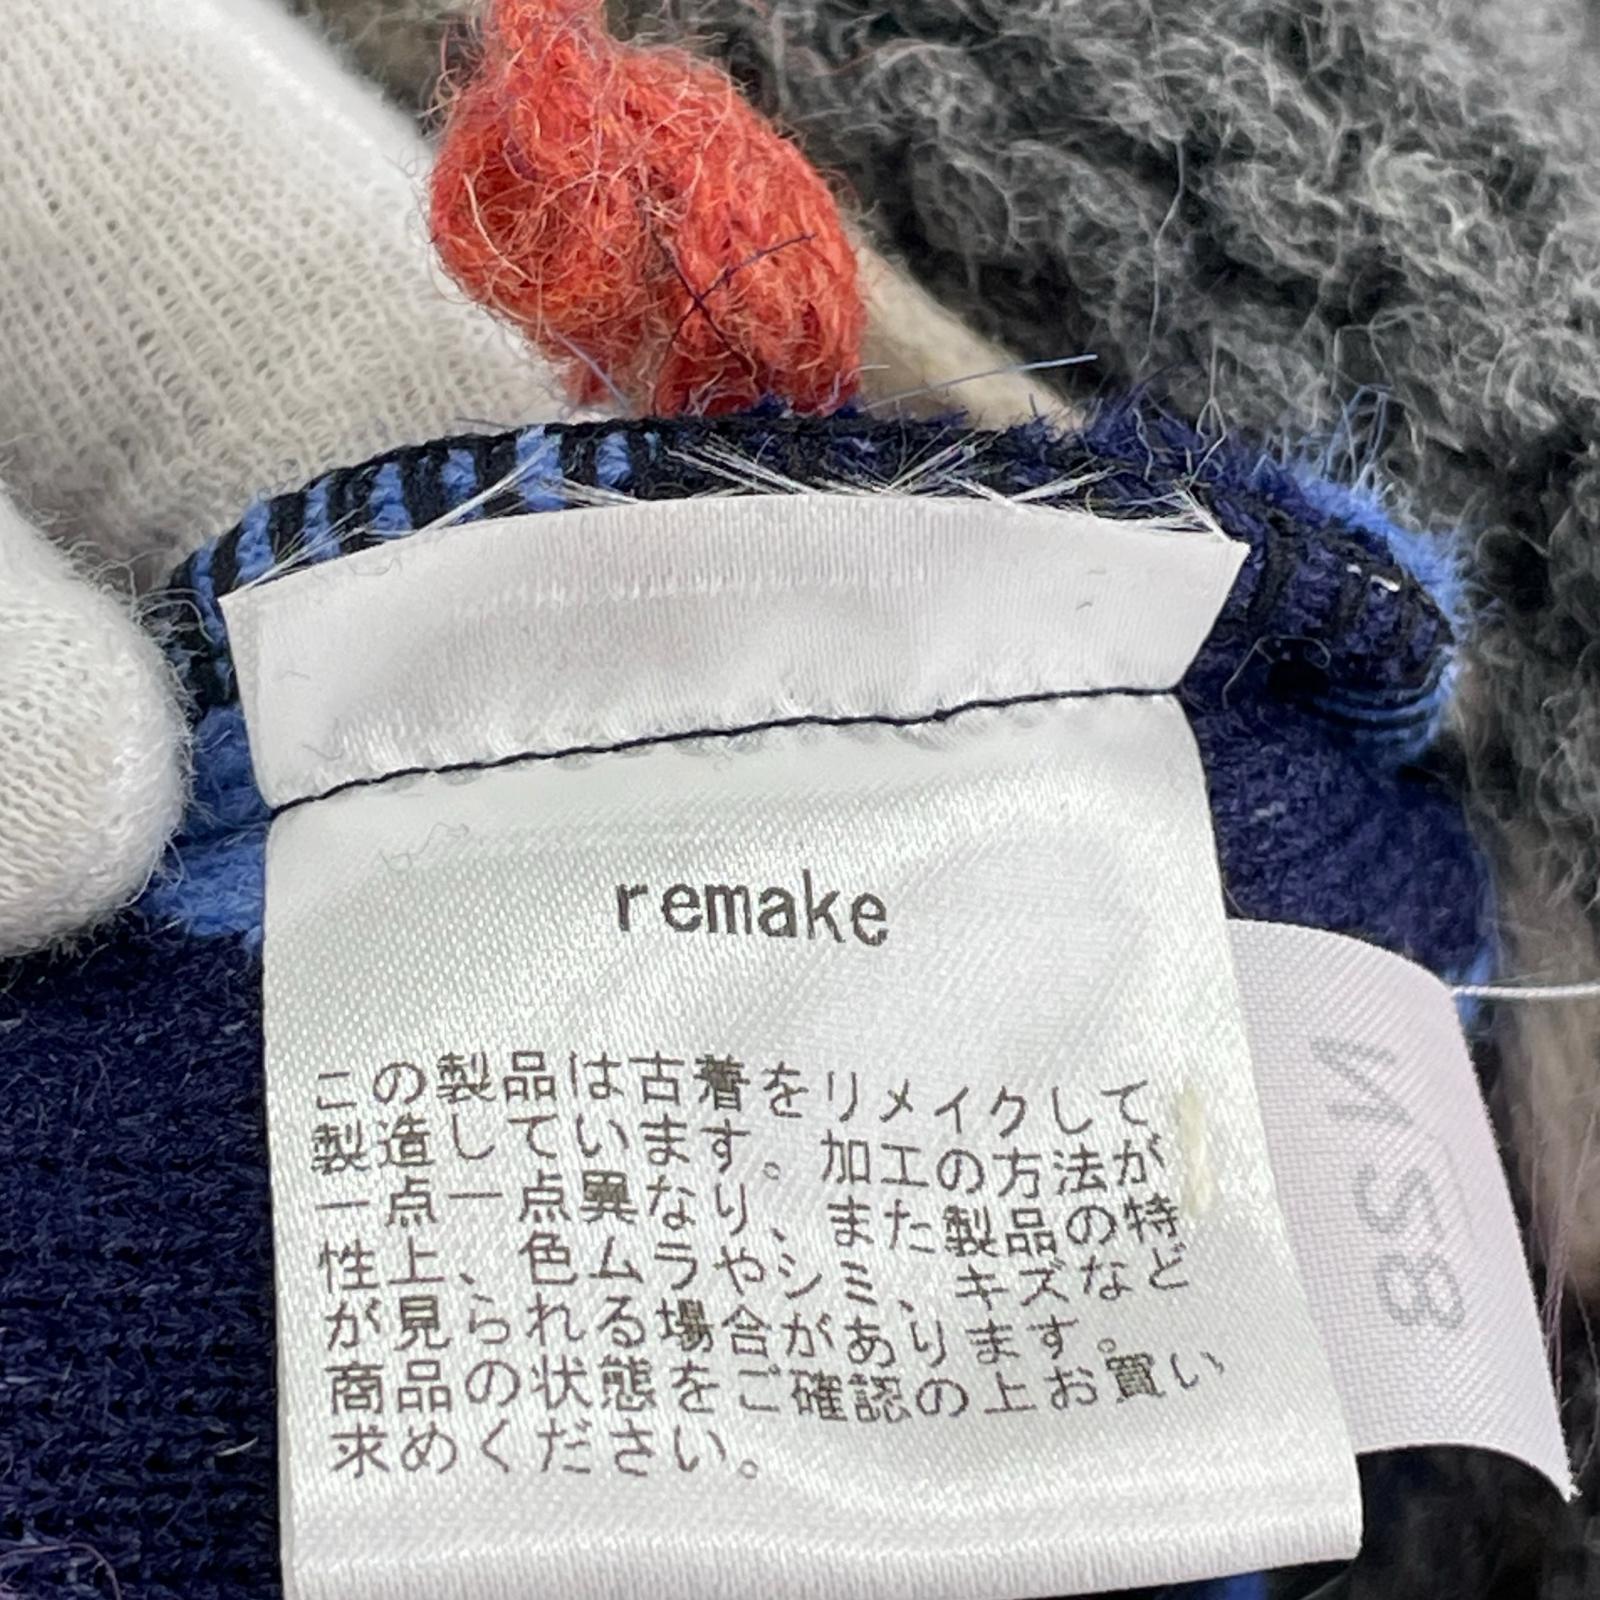 remake
この製品は古着をリメイクして
製造しています。加工の方法が
一点一点異なり、また製品の特
性上、色ムラやシミ、キズなど
が見られる場合があります。
商品の状態をご確認の上お買い
求めください。